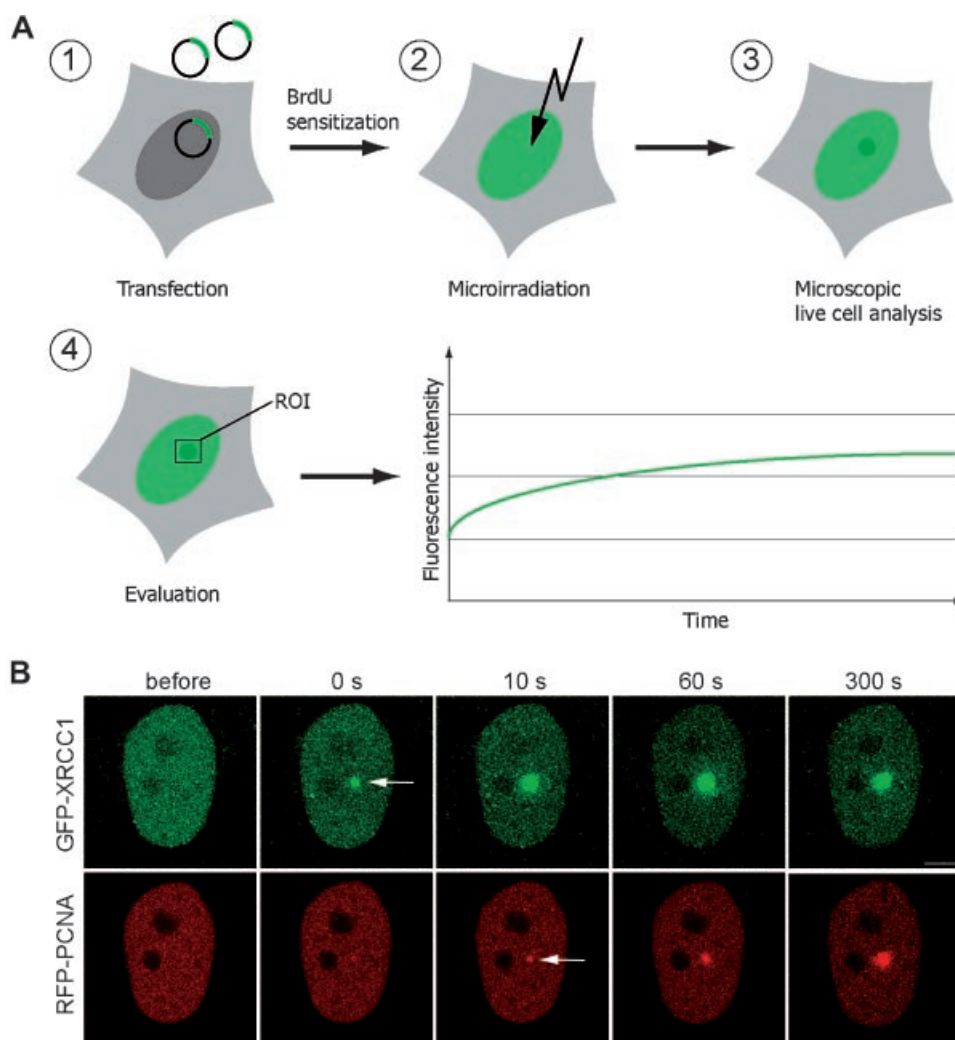 A
1
2
3
BrdU
sensitization
Transfection
Microirradiation
Microscopic
live cell analysis
4
ROI
Evaluation
Fluorescence intensity
Time
B
before
0 s
10 s
60 s
300 s
GFP-XRCC1
RFP-PCNA